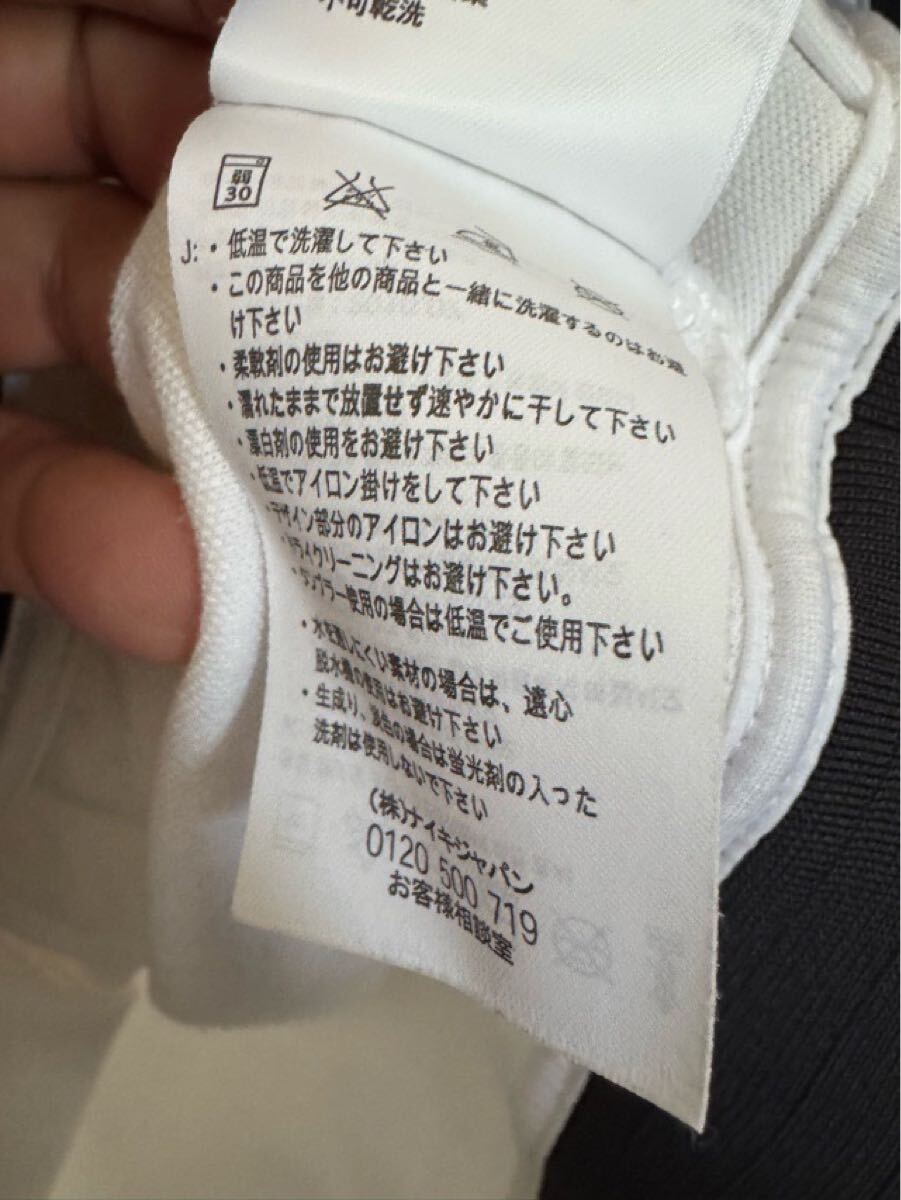 不可乾洗
弱
30
J: ・低温で洗濯して下さい
・この商品を他の商品と一緒に洗濯するのはお避
け下さい
・柔軟剤の使用はお避け下さい
・濡れたままで放置せず速やかに干して下さい
・漂白剤の使用をお避け下さい
・低温でアイロン掛けをして下さい
・デザイン部分のアイロンはお避け下さい
・ドライクリーニングはお避け下さい。
・タンブラー使用の場合は低温でご使用下さい
・水を通しにくい素材の場合は、遠心
脱水機の使用はお避け下さい
・生成り、淡色の場合は蛍光剤の入った
洗剤は使用しないで下さい
(株)ナイキジャパン
0120 500 719
お客様相談室